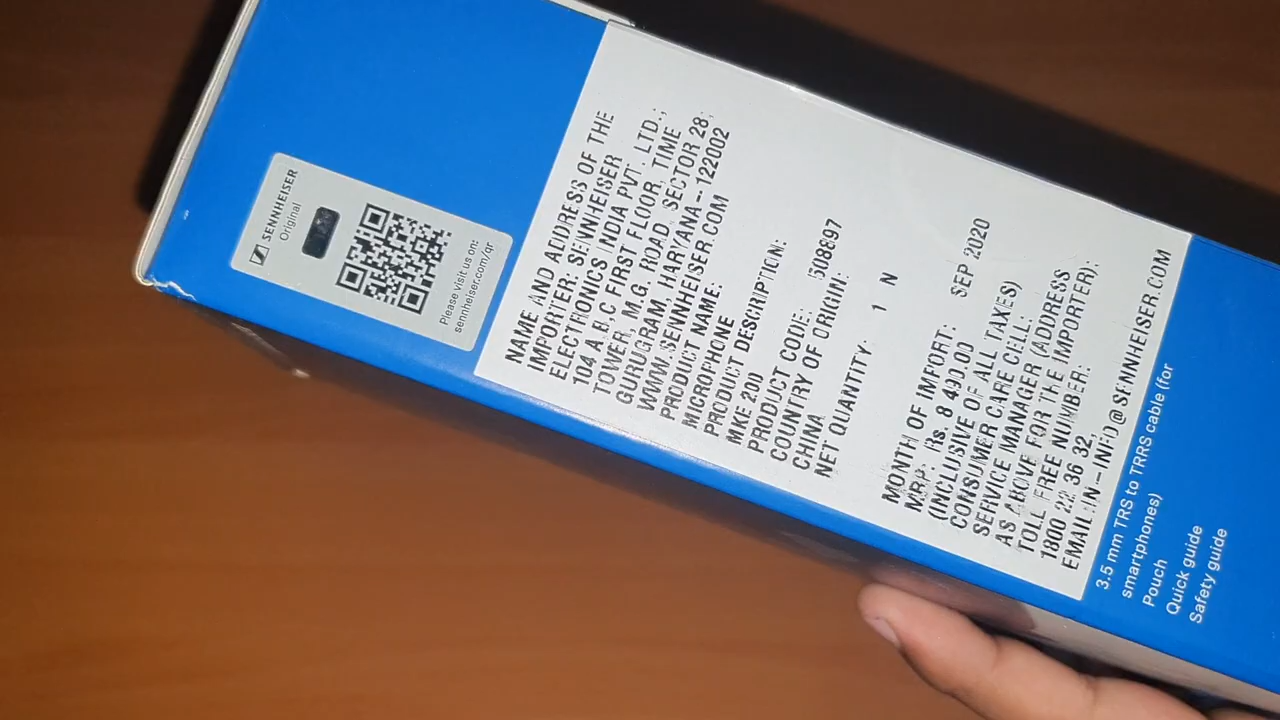 SENNHEISER
Original
Please visit us on:
sennheiser.com/qr
NAME AND ADDRESS OF THE
IMPORTER: SENNHEISER
ELECTRONICS INDIA PVT. LTD.;
104 A.B.C FIRST FLOOR, TIME
TOWER, M.G. ROAD, SECTOR 28;
GURUGRAM, HARYANA – 122002
WWW.SENNHEISER.COM
PRODUCT NAME:
MICROPHONE
PRODUCT DESCRIPTION:
MKE 200
PRODUCT CODE: 508897
COUNTRY OF ORIGIN:
CHINA
NET QUANTITY: 1 N
MONTH OF IMPORT: SEP 2020
MRP: Rs. 8 490.00
(INCLUSIVE OF ALL TAXES)
CONSUMER CARE CELL:
SERVICE MANAGER (ADDRESS
AS ABOVE FOR THE IMPORTER);
TOLL FREE NUMBER:
1800 22 36 32,
EMAIL IN – INFO@SENNHEISER.COM
3.5 mm TRS to TRRS cable (for
smartphones)
Pouch
Quick guide
Safety guide